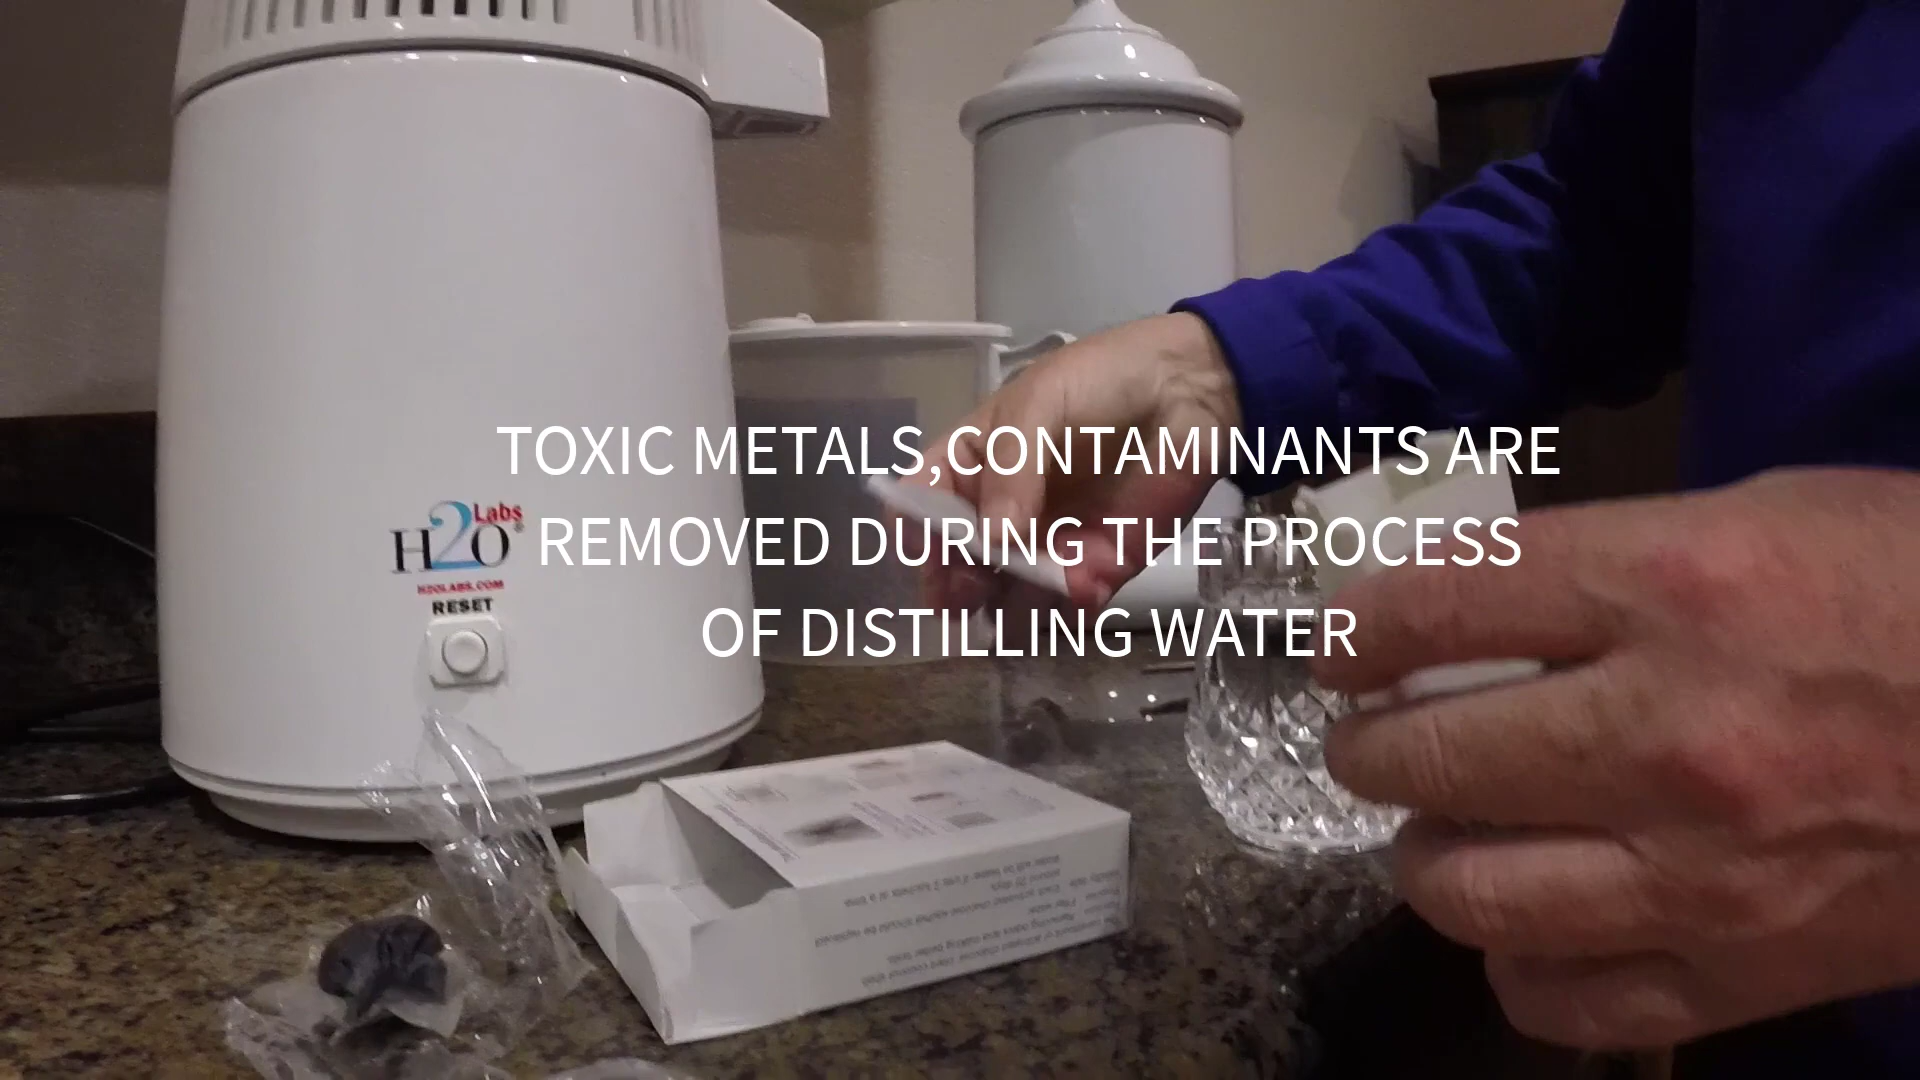 TOXIC METALS,CONTAMINANTS ARE
REMOVED DURING THE PROCESS
OF DISTILLING WATER
H2O Labs®
H2OLABS.COM
RESET